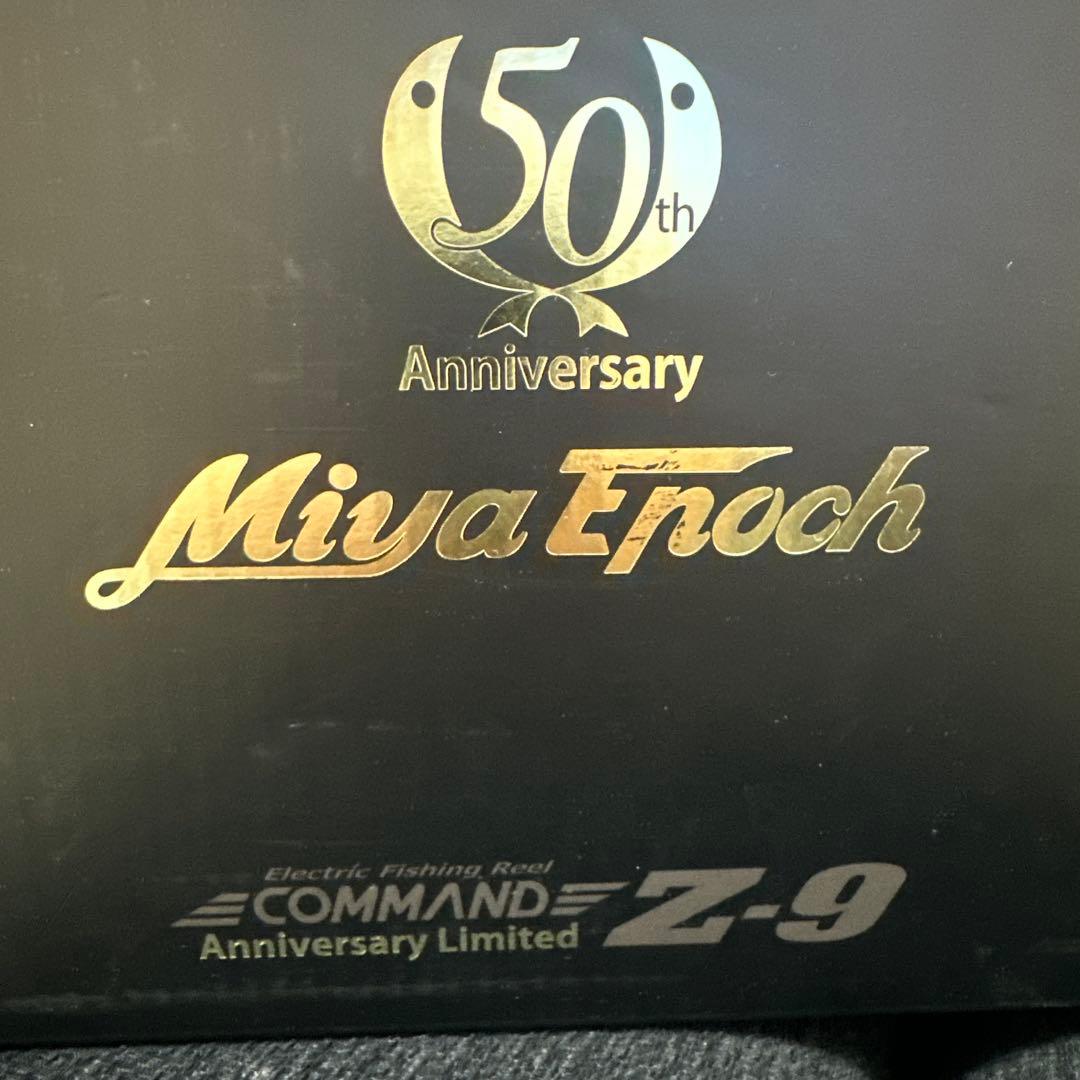 50th
Anniversary
Miya Epoch
Electric Fishing Reel
COMMAND Z-9
Anniversary Limited